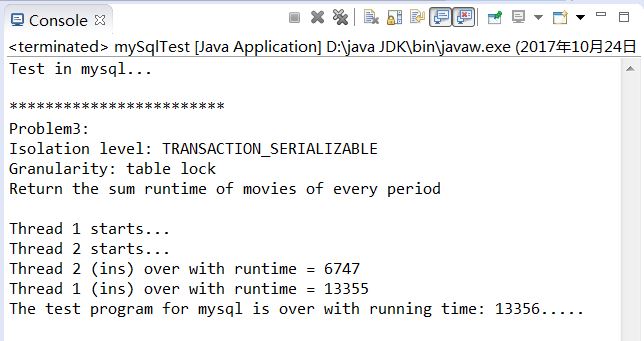 Console
<terminated> mySqlTest [Java Application] D:\java JDK\bin\javaw.exe (2017年10月24日
Test in mysql...
************************
Problem3:
Isolation level: TRANSACTION_SERIALIZABLE
Granularity: table lock
Return the sum runtime of movies of every period
Thread 1 starts...
Thread 2 starts...
Thread 2 (ins) over with runtime = 6747
Thread 1 (ins) over with runtime = 13355
The test program for mysql is over with running time: 13356.....